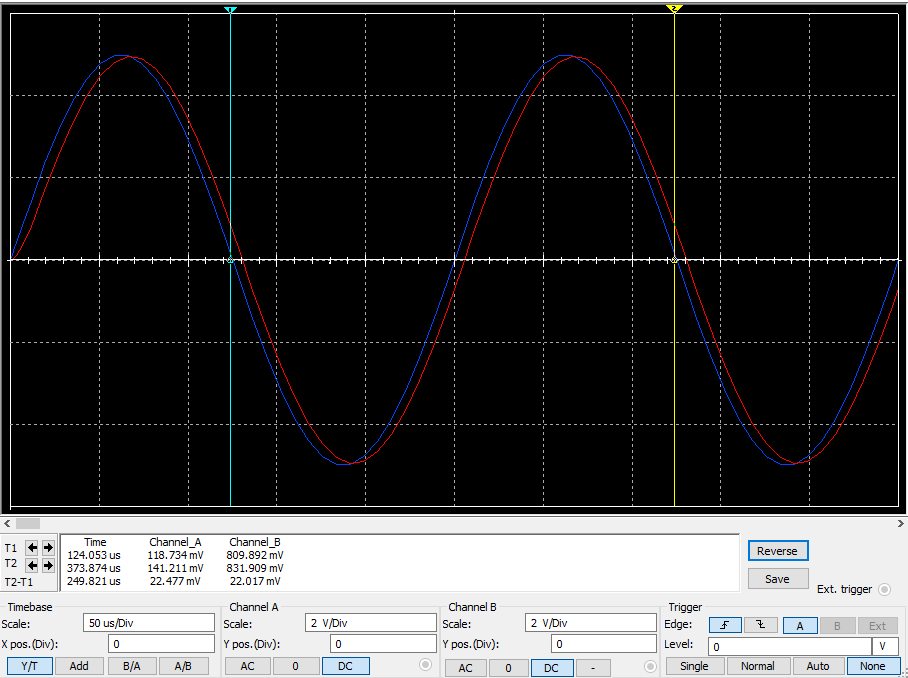 1 2
Time Channel_A Channel_B
T1 124.053 us 118.734 mV 809.892 mV
T2 373.874 us 141.211 mV 831.909 mV
T2-T1 249.821 us 22.477 mV 22.017 mV
Reverse
Save
Ext. trigger
Timebase Channel A Channel B Trigger
Scale: 50 us/Div Scale: 2 V/Div Scale: 2 V/Div Edge: A B Ext
X pos.(Div): 0 Y pos.(Div): 0 Y pos.(Div): 0 Level: 0 V
Y/T Add B/A A/B AC 0 DC AC 0 DC - Single Normal Auto None